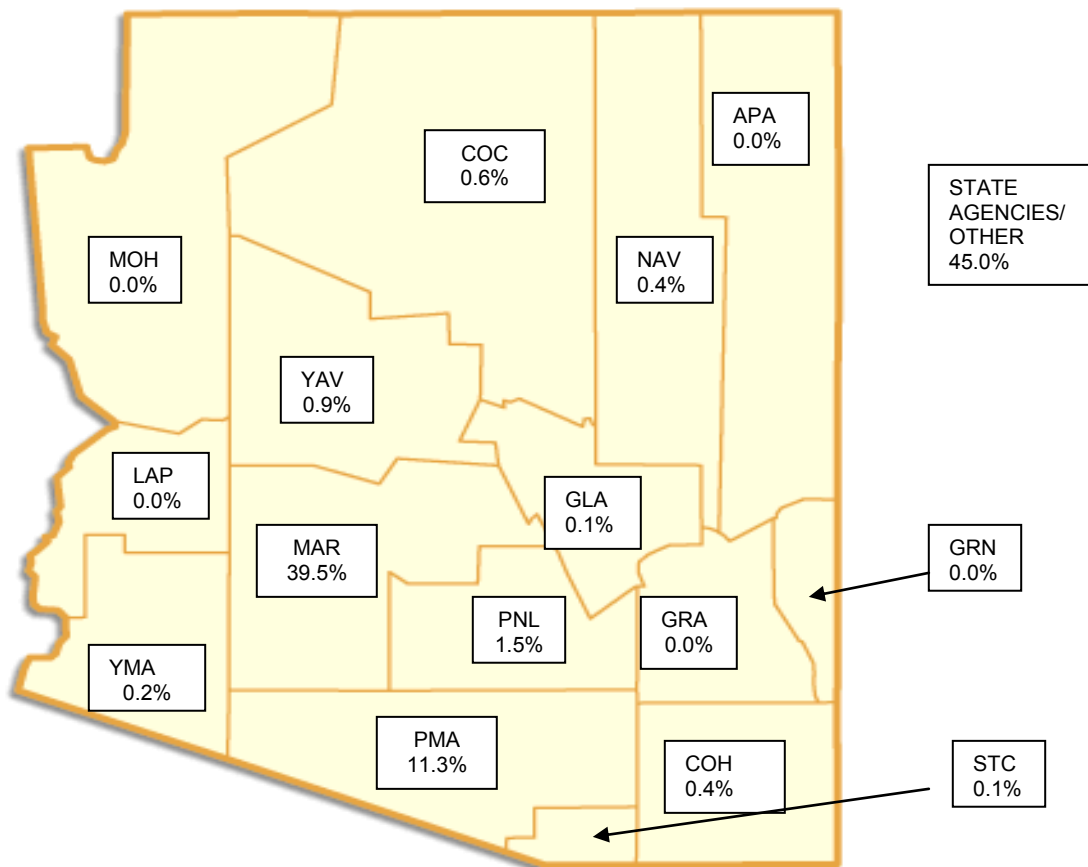 APA
0.0%
COC
0.6%
STATE
AGENCIES/
OTHER
45.0%
MOH
0.0%
NAV
0.4%
YAV
0.9%
LAP
0.0%
GLA
0.1%
MAR
39.5%
GRN
0.0%
PNL
1.5%
GRA
0.0%
YMA
0.2%
PMA
11.3%
COH
0.4%
STC
0.1%